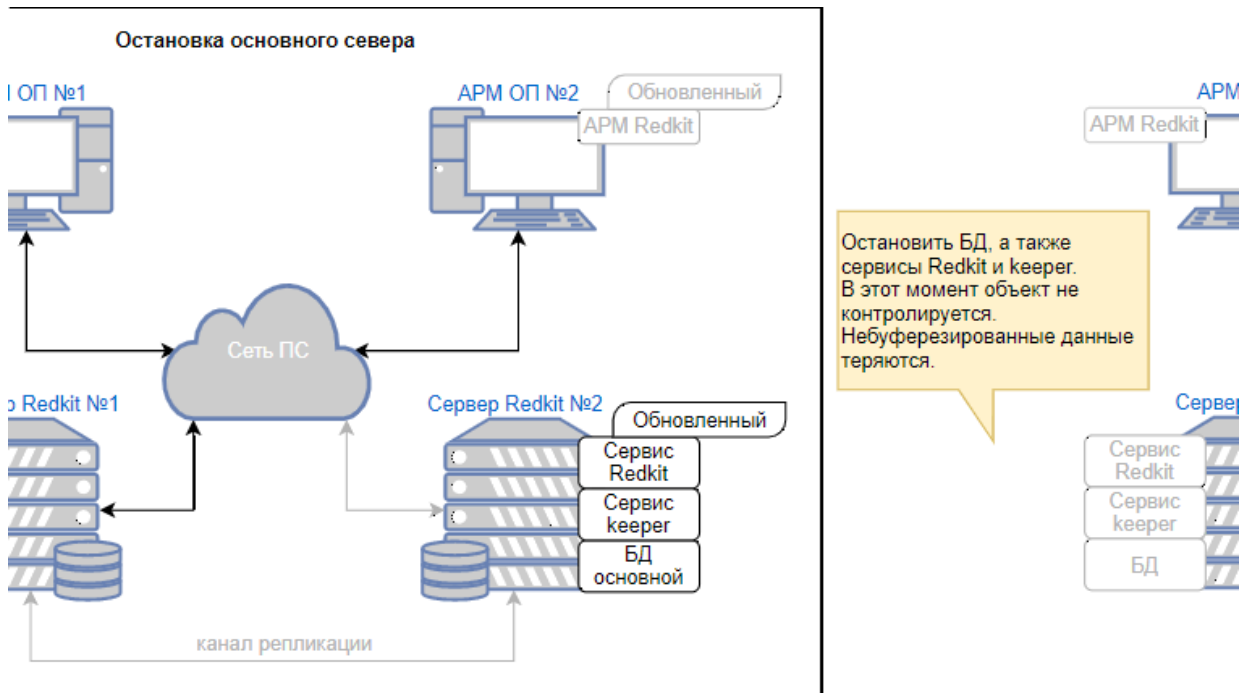 Остановка основного севера
ОП №1
АРМ ОП №2
Обновленный
АРМ Redkit
АРМ
АРМ Redkit
Остановить БД, а также
сервисы Redkit и keeper.
В этот момент объект не
контролируется.
Небуферезированные данные
теряются.
Сеть ПС
Redkit №1
Сервер Redkit №2
Обновленный
Сервис
Redkit
Сервис
keeper
БД
основной
Сервис
Redkit
Сервис
keeper
БД
канал репликации